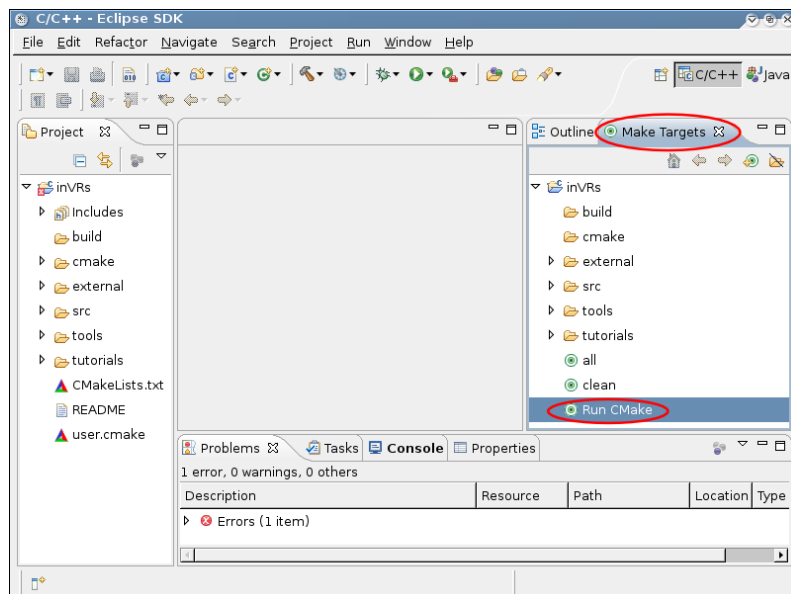 C/C++ - Eclipse SDK
File Edit Refactor Navigate Search Project Run Window Help
C/C++ Java
Project
Outline Make Targets
inVRs
Includes
build
cmake
external
src
tools
tutorials
CMakeLists.txt
README
user.cmake
inVRs
build
cmake
external
src
tools
tutorials
all
clean
Run CMake
Problems Tasks Console Properties
1 error, 0 warnings, 0 others
Description Resource Path Location Type
Errors (1 item)